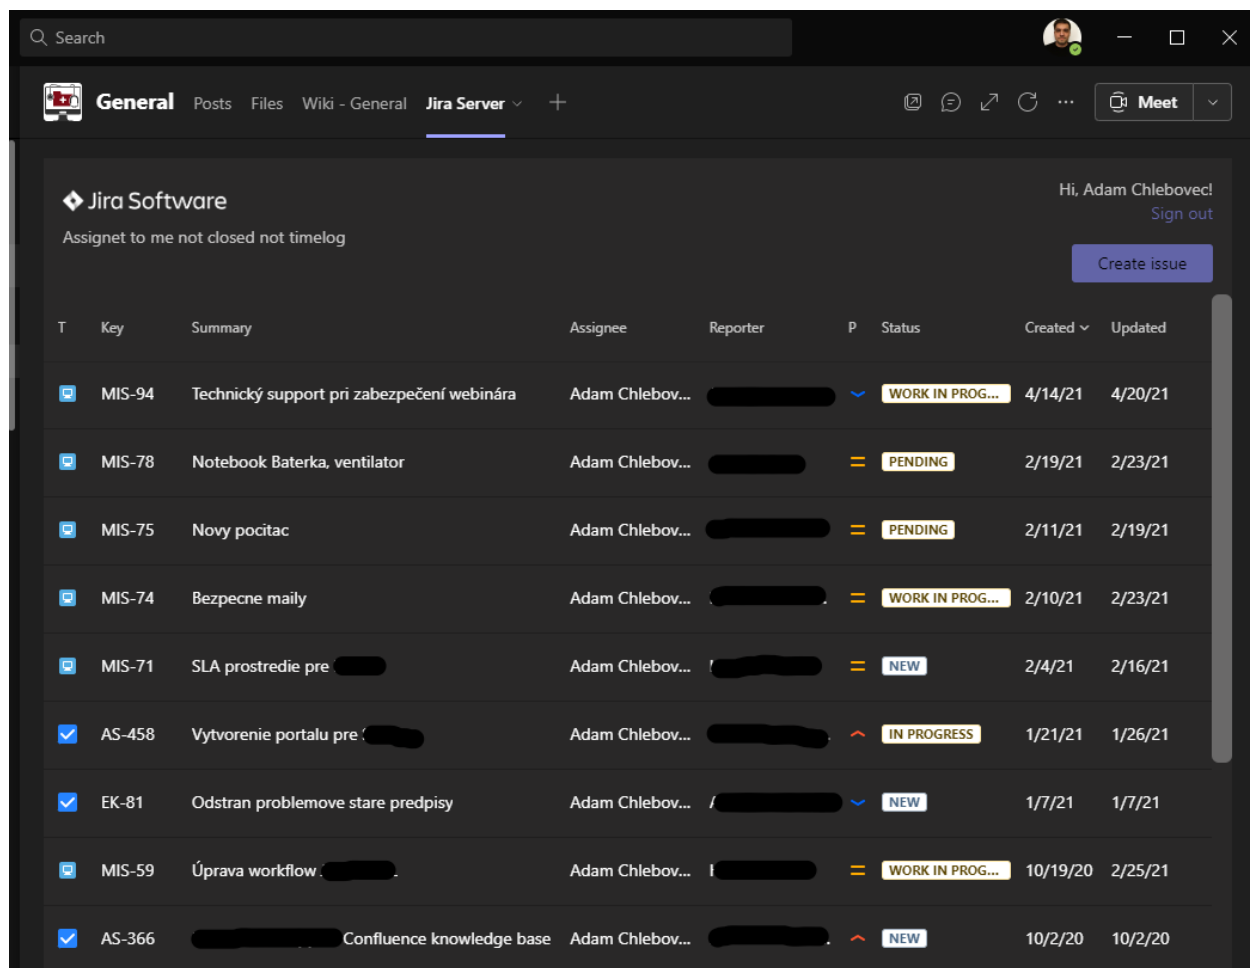 Search
General Posts Files Wiki - General Jira Server
Meet
Jira Software
Hi, Adam Chlebovec!
Sign out
Assignet to me not closed not timelog
Create issue
T Key Summary Assignee Reporter P Status Created Updated
MIS-94 Technický support pri zabezpečení webinára Adam Chlebov... WORK IN PROG... 4/14/21 4/20/21
MIS-78 Notebook Baterka, ventilator Adam Chlebov... PENDING 2/19/21 2/23/21
MIS-75 Novy pocitac Adam Chlebov... PENDING 2/11/21 2/19/21
MIS-74 Bezpecne maily Adam Chlebov... WORK IN PROG... 2/10/21 2/23/21
MIS-71 SLA prostredie pre Adam Chlebov... NEW 2/4/21 2/16/21
AS-458 Vytvorenie portalu pre Adam Chlebov... IN PROGRESS 1/21/21 1/26/21
EK-81 Odstran problemove stare predpisy Adam Chlebov... NEW 1/7/21 1/7/21
MIS-59 Úprava workflow Adam Chlebov... WORK IN PROG... 10/19/20 2/25/21
AS-366 Confluence knowledge base Adam Chlebov... NEW 10/2/20 10/2/20